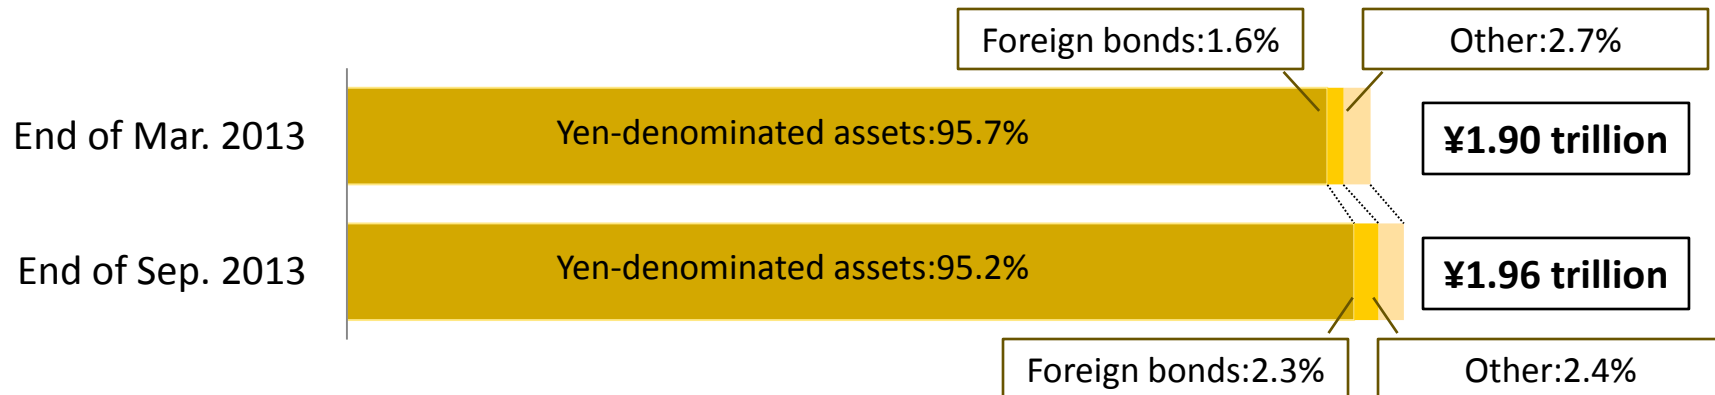 Foreign bonds:1.6%
Other:2.7%
End of Mar. 2013
Yen-denominated assets:95.7%
¥1.90 trillion
End of Sep. 2013
Yen-denominated assets:95.2%
¥1.96 trillion
Foreign bonds:2.3%
Other:2.4%